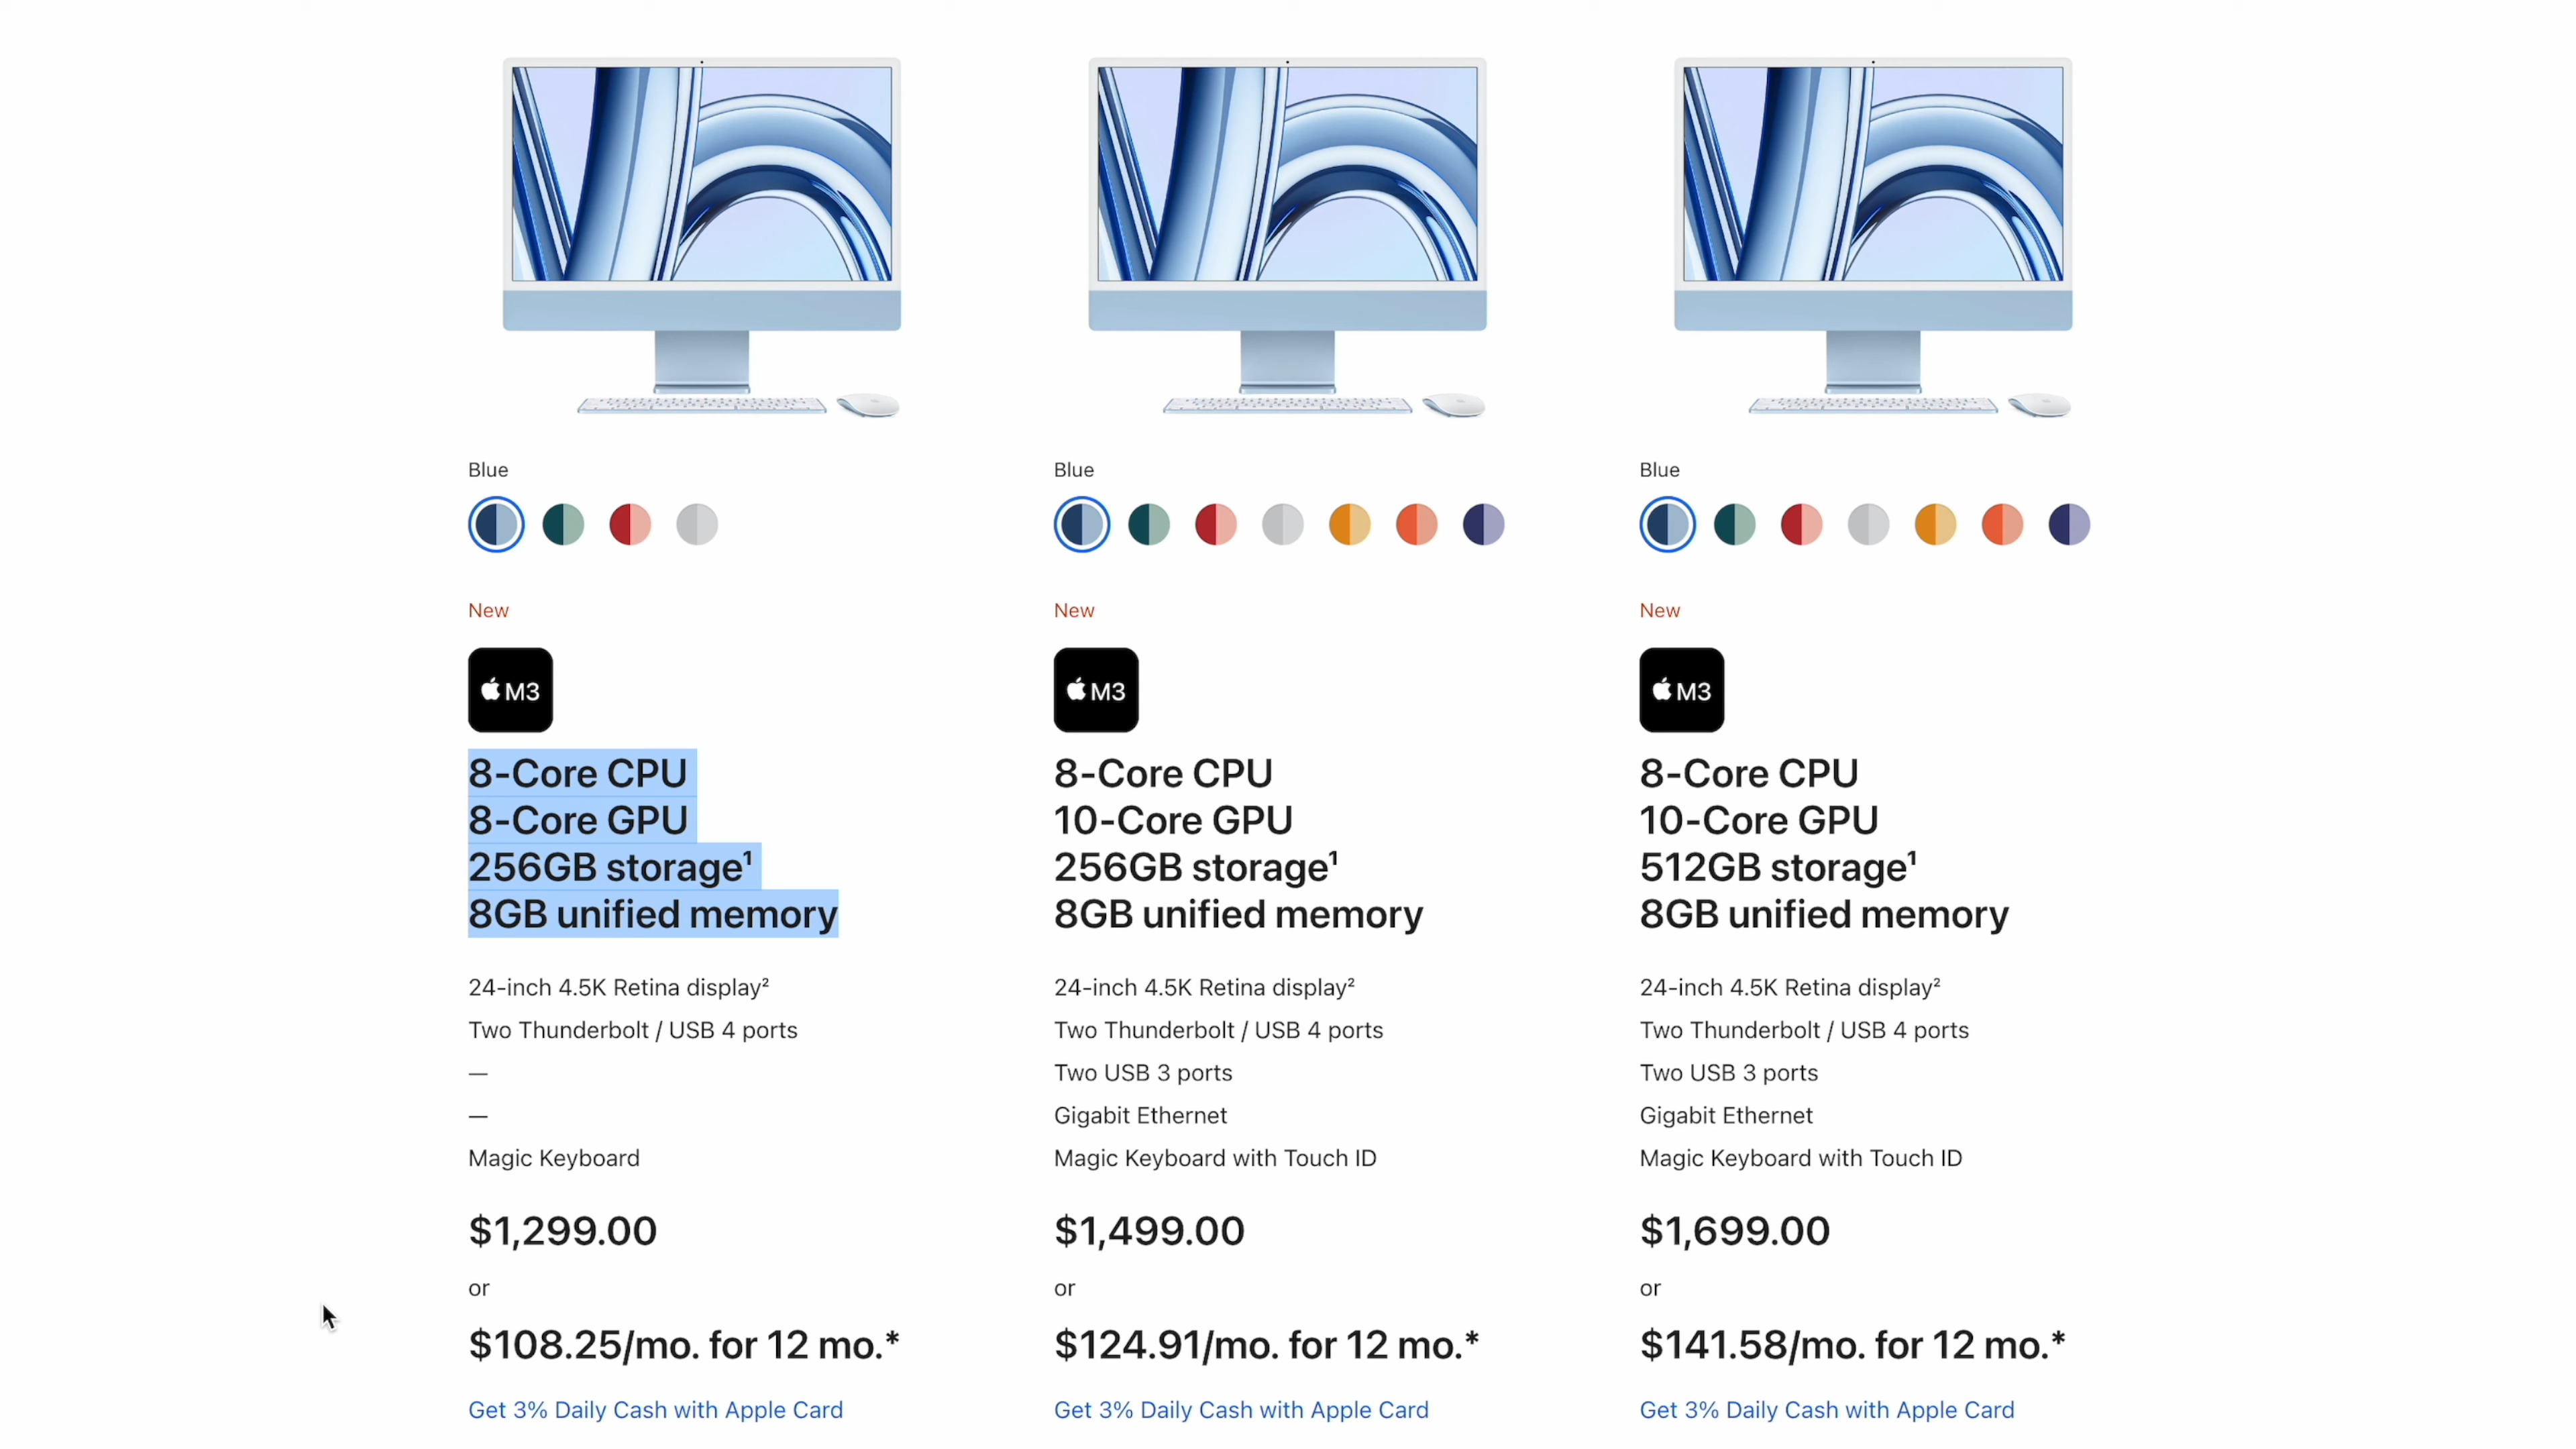 Blue
New
M3
8-Core CPU
8-Core GPU
256GB storage¹
8GB unified memory
24-inch 4.5K Retina display²
Two Thunderbolt / USB 4 ports
—
—
Magic Keyboard
$1,299.00
or
$108.25/mo. for 12 mo.*
Get 3% Daily Cash with Apple Card
Blue
New
M3
8-Core CPU
10-Core GPU
256GB storage¹
8GB unified memory
24-inch 4.5K Retina display²
Two Thunderbolt / USB 4 ports
Two USB 3 ports
Gigabit Ethernet
Magic Keyboard with Touch ID
$1,499.00
or
$124.91/mo. for 12 mo.*
Get 3% Daily Cash with Apple Card
Blue
New
M3
8-Core CPU
10-Core GPU
512GB storage¹
8GB unified memory
24-inch 4.5K Retina display²
Two Thunderbolt / USB 4 ports
Two USB 3 ports
Gigabit Ethernet
Magic Keyboard with Touch ID
$1,699.00
or
$141.58/mo. for 12 mo.*
Get 3% Daily Cash with Apple Card